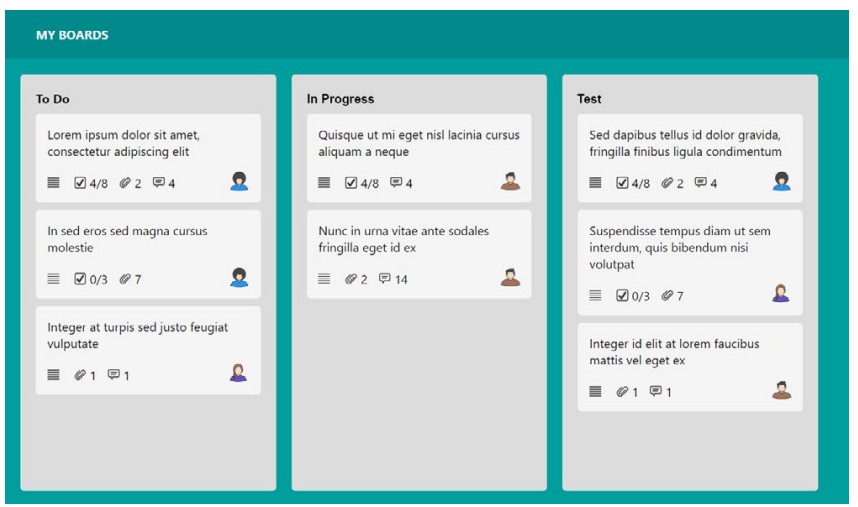 MY BOARDS
To Do
Lorem ipsum dolor sit amet,
consectetur adipiscing elit
4/8 2 4
In sed eros sed magna cursus
molestie
0/3 7
Integer at turpis sed justo feugiat
vulputate
1 1
In Progress
Quisque ut mi eget nisl lacinia cursus
aliquam a neque
4/8 4
Nunc in urna vitae ante sodales
fringilla eget id ex
2 14
Test
Sed dapibus tellus id dolor gravida,
fringilla finibus ligula condimentum
4/8 2 4
Suspendisse tempus diam ut sem
interdum, quis bibendum nisi
volutpat
0/3 7
Integer id elit at lorem faucibus
mattis vel eget ex
1 1